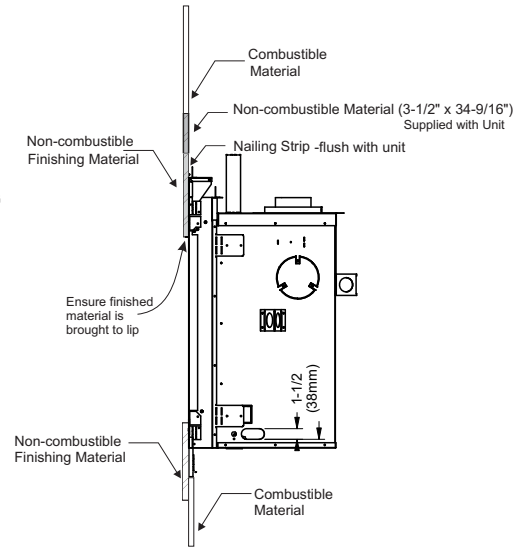 Combustible
Material
Non-combustible Material (3-1/2" x 34-9/16")
Supplied with Unit
Non-combustible
Finishing Material
Nailing Strip -flush with unit
Ensure finished
material is
brought to lip
1-1/2
(38mm)
Non-combustible
Finishing Material
Combustible
Material